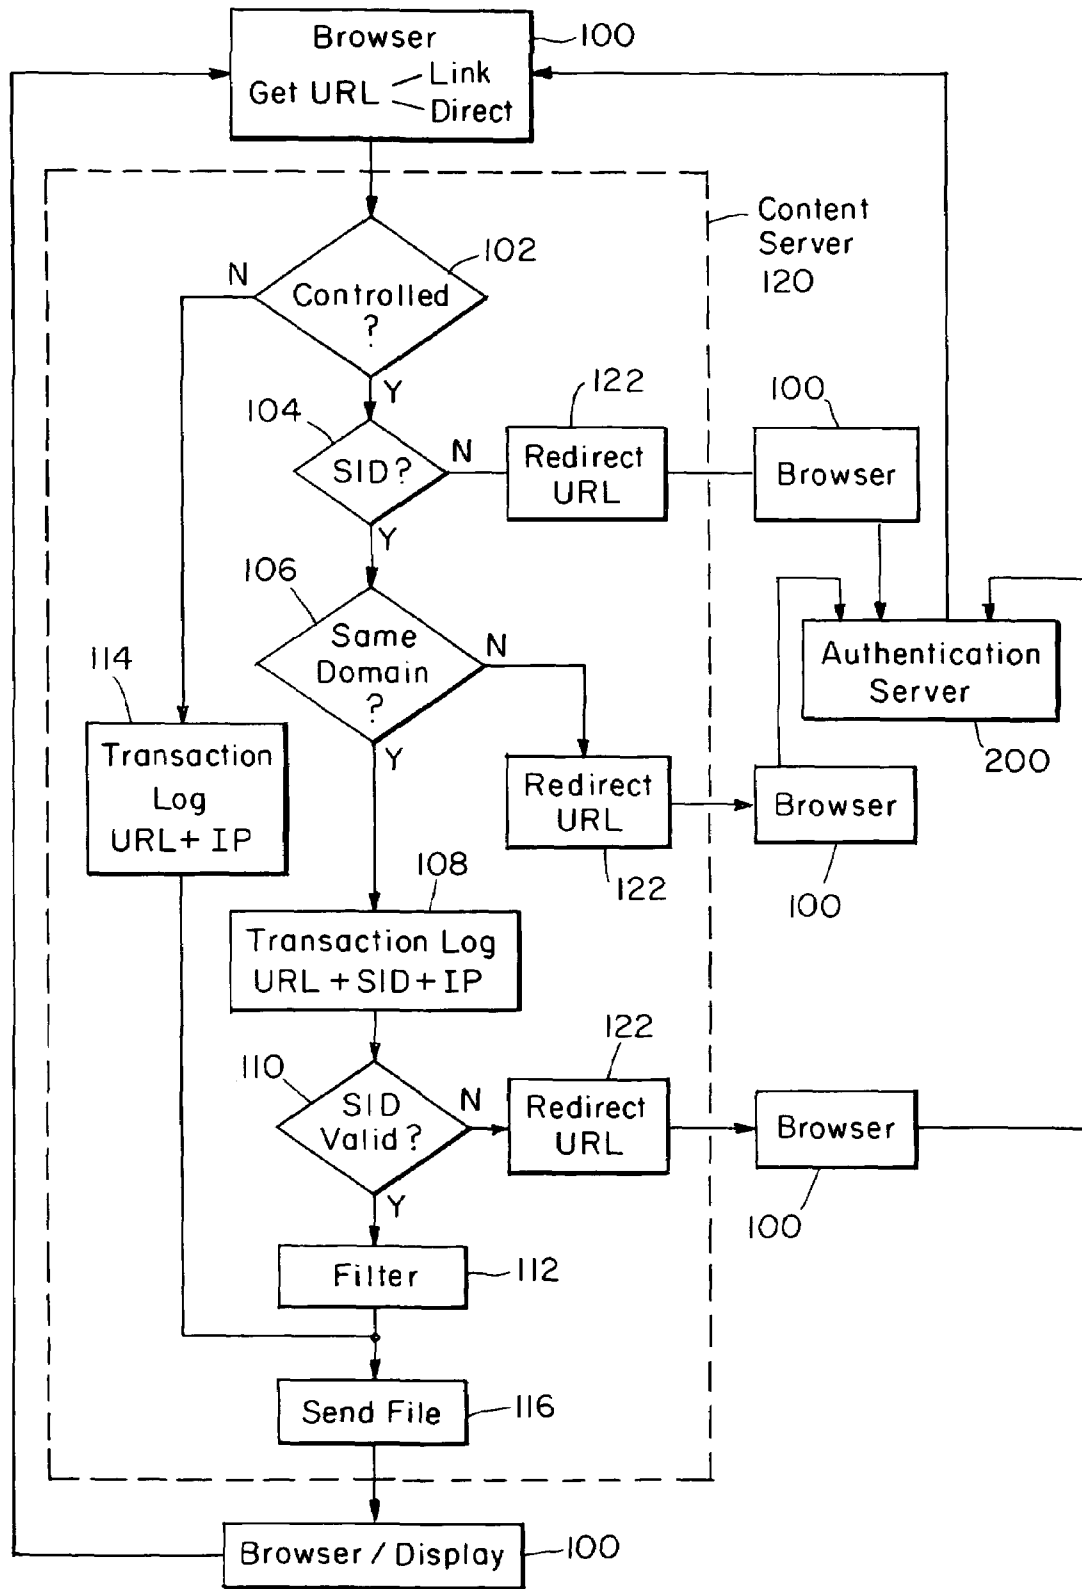 Browser
100
Get URL
Link
Direct
Content
Server
120
102
N
Controlled
?
Y
104
SID?
N
122
Redirect
URL
100
Browser
Y
106
Same
Domain
?
N
Authentication
Server
200
114
Transaction
Log
URL + IP
Y
Redirect
URL
122
Browser
100
108
Transaction Log
URL + SID + IP
110
SID
Valid?
N
122
Redirect
URL
Browser
100
Y
Filter
112
Send File
116
Browser / Display
100